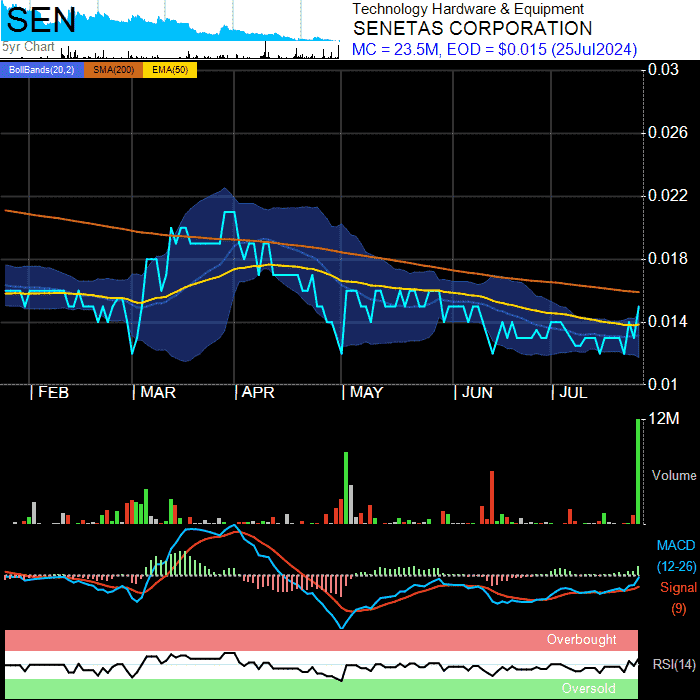 SEN
5yr Chart
Technology Hardware & Equipment
SENETAS CORPORATION
MC = 23.5M, EOD = $0.015 (25Jul2024)
BollBands(20,2) SMA(200) EMA(50)
0.03
0.026
0.022
0.018
0.014
0.01
FEB MAR APR MAY JUN JUL
12M
Volume
MACD
(12-26)
Signal
(9)
Overbought
RSI(14)
Oversold